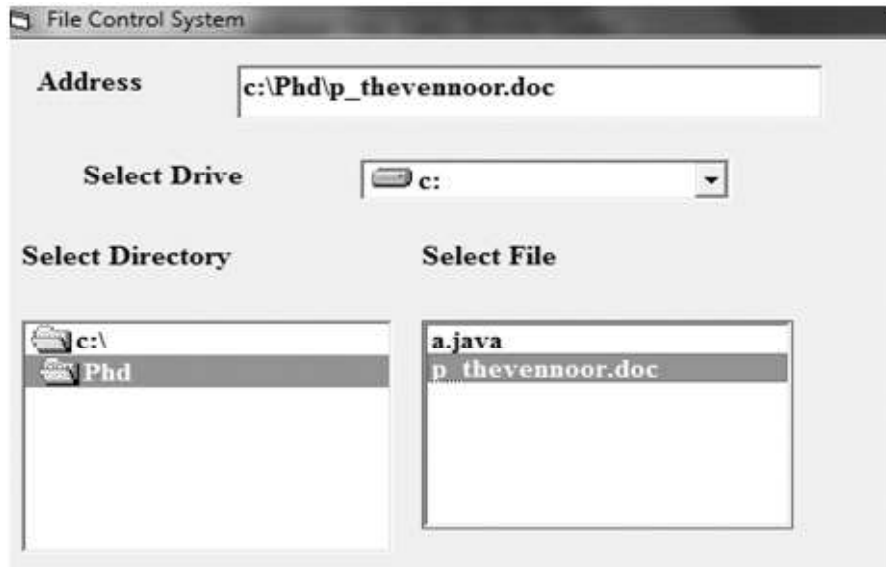 File Control System
Address
c:\Phd\p_thevennoor.doc
Select Drive
c:
Select Directory
Select File
c:\
Phd
a.java
p_thevennoor.doc